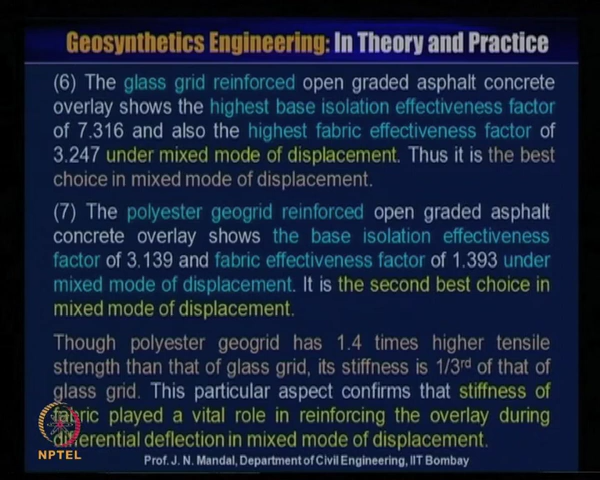 Geosynthetics Engineering: In Theory and Practice
(6) The glass grid reinforced open graded asphalt concrete
overlay shows the highest base isolation effectiveness factor
of 7.316 and also the highest fabric effectiveness factor of
3.247 under mixed mode of displacement. Thus it is the best
choice in mixed mode of displacement.
(7) The polyester geogrid reinforced open graded asphalt
concrete overlay shows the base isolation effectiveness
factor of 3.139 and fabric effectiveness factor of 1.393 under
mixed mode of displacement. It is the second best choice in
mixed mode of displacement.
Though polyester geogrid has 1.4 times higher tensile
strength than that of glass grid, its stiffness is 1/3rd of that of
glass grid. This particular aspect confirms that stiffness of
fabric played a vital role in reinforcing the overlay during
differential deflection in mixed mode of displacement.
NPTEL
Prof. J. N. Mandal, Department of Civil Engineering, IIT Bombay